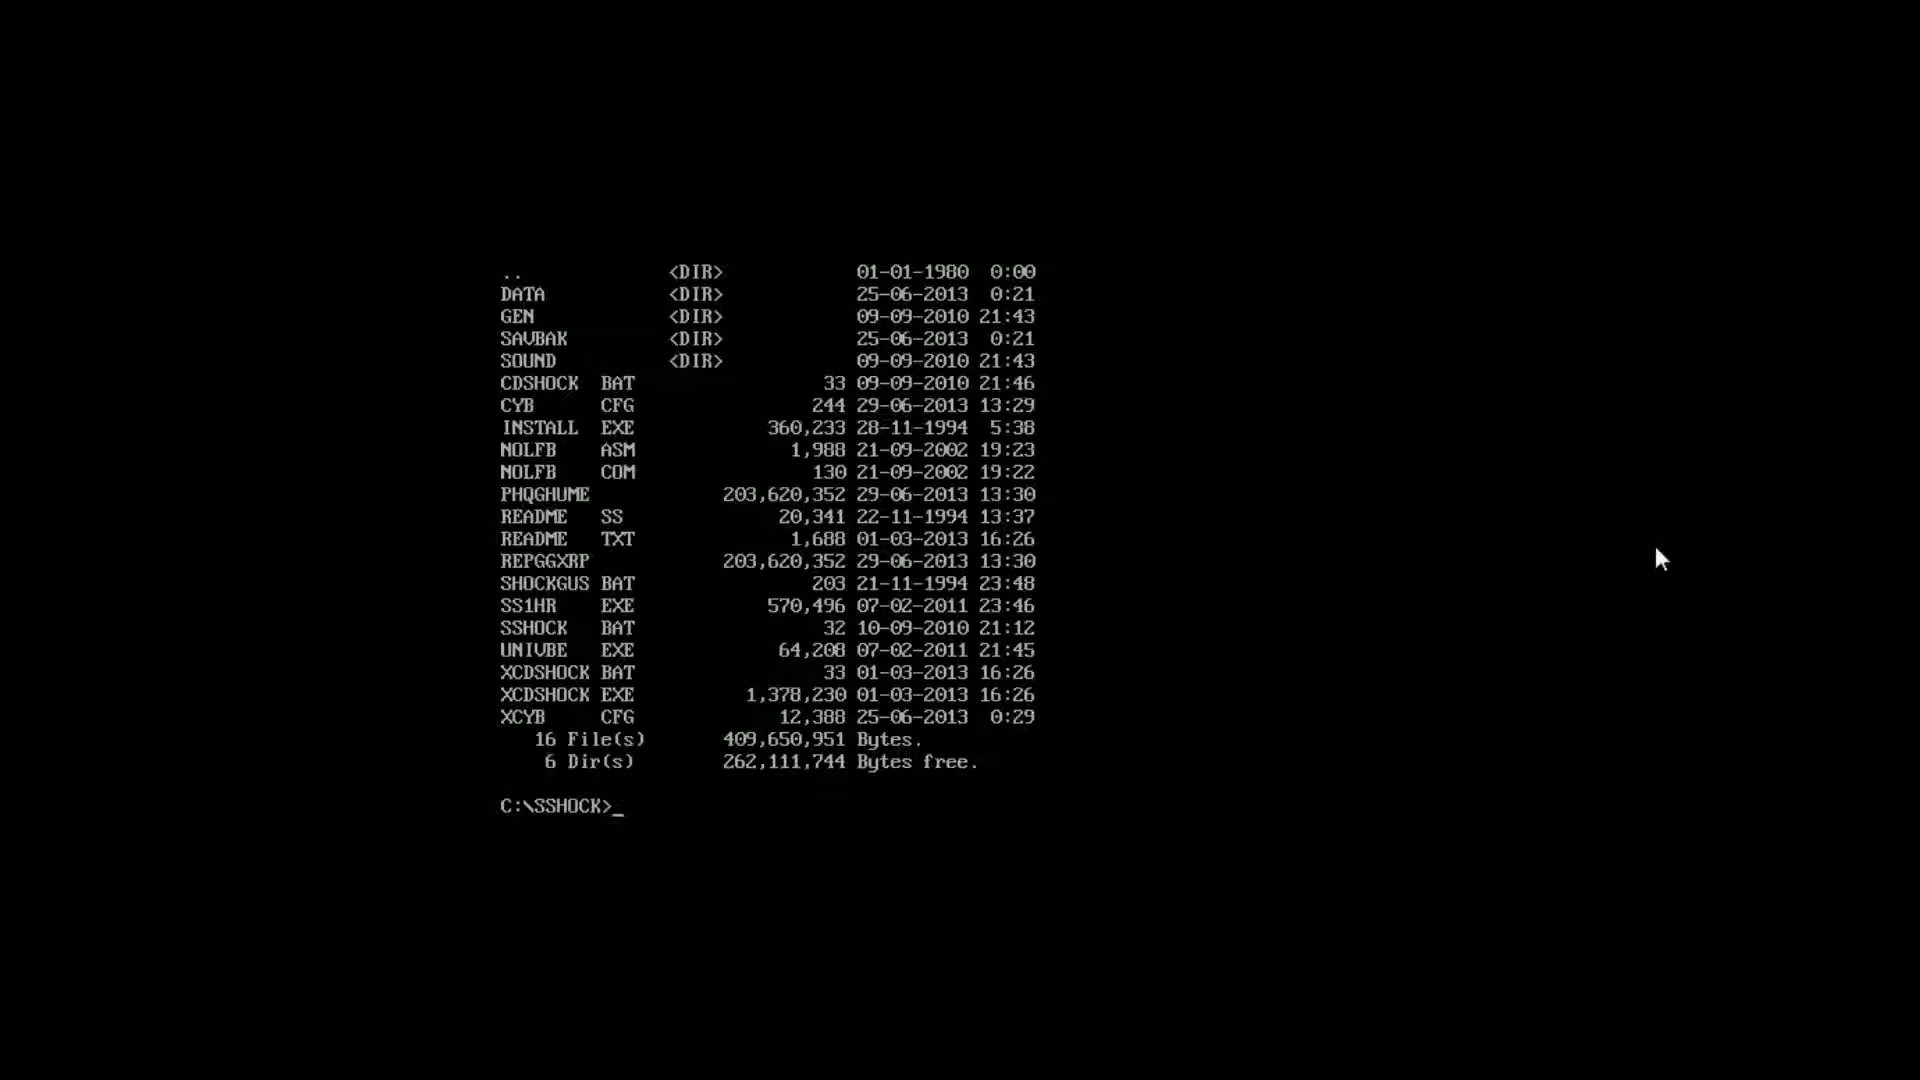 .. <DIR> 01-01-1980 0:00
DATA <DIR> 25-06-2013 0:21
GEN <DIR> 09-09-2010 21:43
SAVBAK <DIR> 25-06-2013 0:21
SOUND <DIR> 09-09-2010 21:43
CDSHOCK BAT 33 09-09-2010 21:46
CYB CFG 244 29-06-2013 13:29
INSTALL EXE 360,233 28-11-1994 5:38
NOLFB ASM 1,988 21-09-2002 19:23
NOLFB COM 130 21-09-2002 19:22
PHQGHUME 203,620,352 29-06-2013 13:30
README SS 20,341 22-11-1994 13:37
README TXT 1,688 01-03-2013 16:26
REPGGXRP 203,620,352 29-06-2013 13:30
SHOCKGUS BAT 203 21-11-1994 23:48
SS1HR EXE 570,496 07-02-2011 23:46
SSHOCK BAT 32 10-09-2010 21:12
UNIVBE EXE 64,208 07-02-2011 21:45
XCDSHOCK BAT 33 01-03-2013 16:26
XCDSHOCK EXE 1,378,230 01-03-2013 16:26
XCYB CFG 12,388 25-06-2013 0:29
16 File(s) 409,650,951 Bytes.
6 Dir(s) 262,111,744 Bytes free.
C:\SSHOCK>_